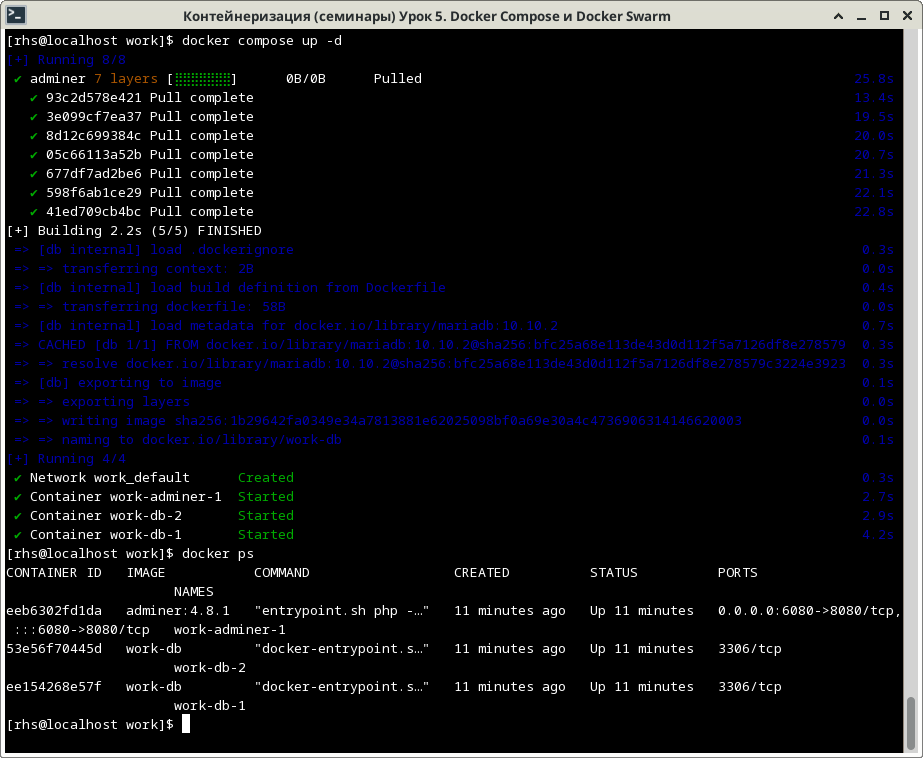 Контейнеризация (семинары) Урок 5. Docker Compose и Docker Swarm
[rhs@localhost work]$ docker compose up -d
[+] Running 8/8
✔ adminer 7 layers [⣿⣿⣿⣿⣿⣿⣿] 0B/0B Pulled 25.8s
✔ 93c2d578e421 Pull complete 13.4s
✔ 3e099cf7ea37 Pull complete 19.5s
✔ 8d12c699384c Pull complete 20.0s
✔ 05c66113a52b Pull complete 20.7s
✔ 677df7ad2be6 Pull complete 21.3s
✔ 598f6ab1ce29 Pull complete 22.1s
✔ 41ed709cb4bc Pull complete 22.8s
[+] Building 2.2s (5/5) FINISHED
=> [db internal] load .dockerignore 0.3s
=> => transferring context: 2B 0.0s
=> [db internal] load build definition from Dockerfile 0.4s
=> => transferring dockerfile: 58B 0.0s
=> [db internal] load metadata for docker.io/library/mariadb:10.10.2 0.7s
=> CACHED [db 1/1] FROM docker.io/library/mariadb:10.10.2@sha256:bfc25a68e113de43d0d112f5a7126df8e278579 0.3s
=> => resolve docker.io/library/mariadb:10.10.2@sha256:bfc25a68e113de43d0d112f5a7126df8e278579c3224e3923 0.3s
=> [db] exporting to image 0.1s
=> => exporting layers 0.0s
=> => writing image sha256:1b29642fa0349e34a7813881e62025098bf0a69e30a4c4736906314146620003 0.0s
=> => naming to docker.io/library/work-db 0.1s
[+] Running 4/4
✔ Network work_default Created 0.3s
✔ Container work-adminer-1 Started 2.7s
✔ Container work-db-2 Started 2.9s
✔ Container work-db-1 Started 4.2s
[rhs@localhost work]$ docker ps
CONTAINER ID IMAGE COMMAND CREATED STATUS PORTS
NAMES
eeb6302fd1da adminer:4.8.1 "entrypoint.sh php -…" 11 minutes ago Up 11 minutes 0.0.0.0:6080->8080/tcp,
:::6080->8080/tcp work-adminer-1
53e56f70445d work-db "docker-entrypoint.s…" 11 minutes ago Up 11 minutes 3306/tcp
work-db-2
ee154268e57f work-db "docker-entrypoint.s…" 11 minutes ago Up 11 minutes 3306/tcp
work-db-1
[rhs@localhost work]$